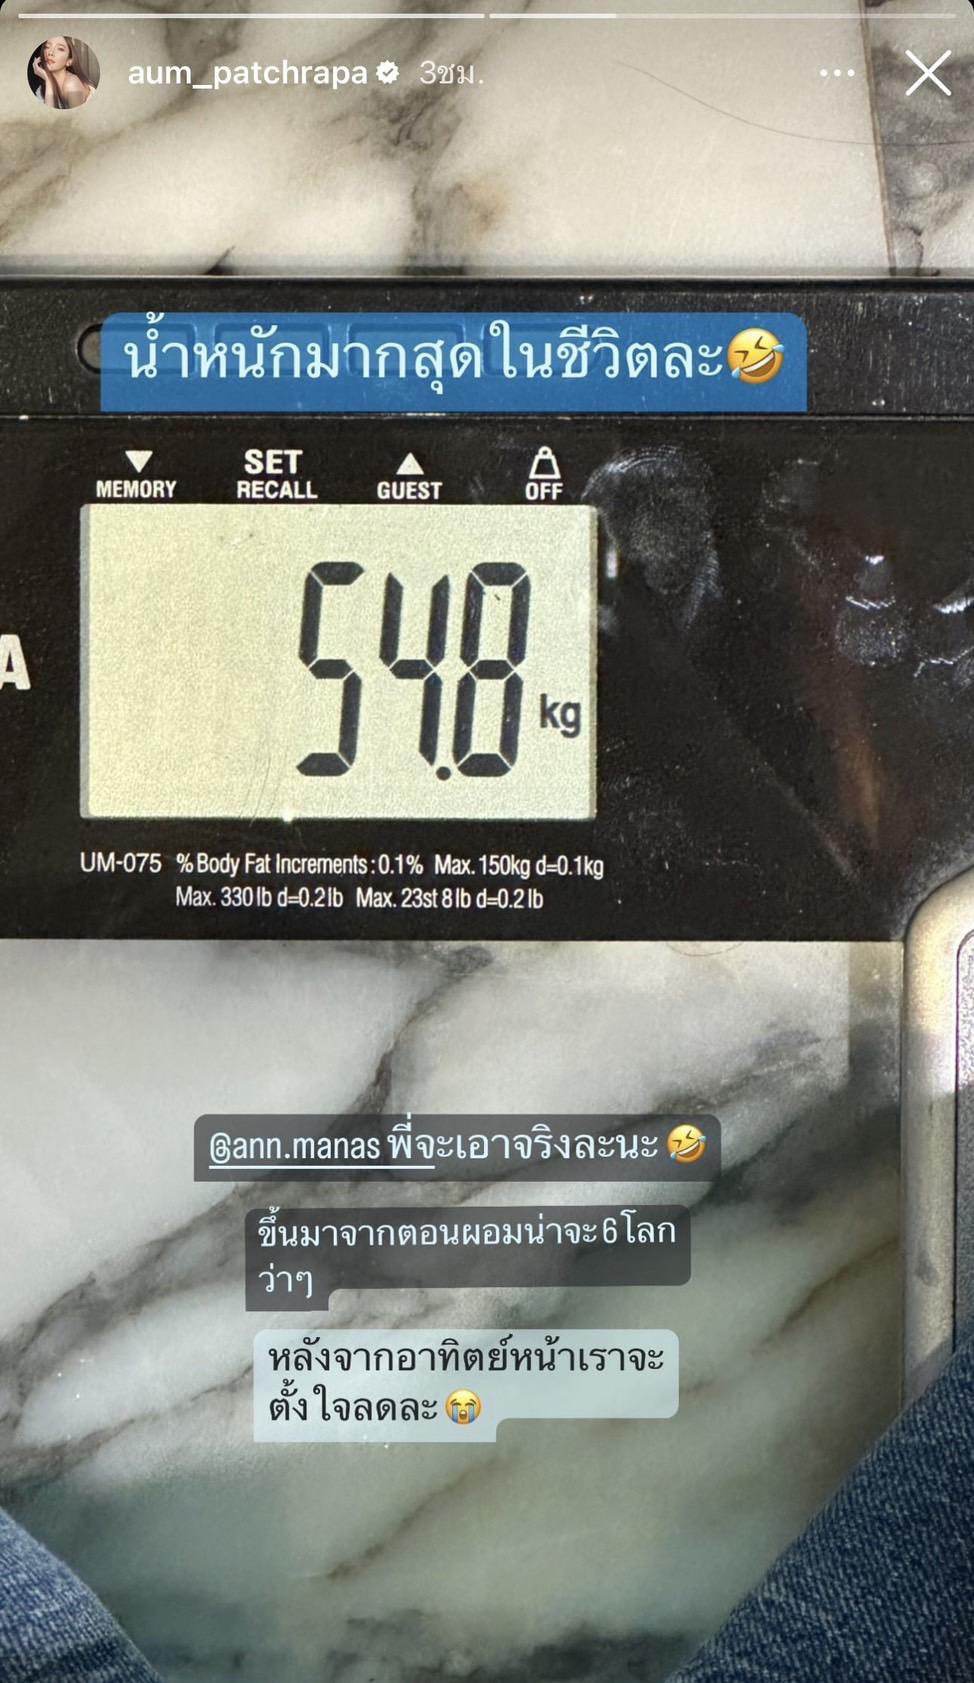 aum_patchrapa 3ชม.
น้ำหนักมากสุดในชีวิตละ🤣
MEMORY SET RECALL GUEST OFF
54.8 kg
A
UM-075 % Body Fat Increments : 0.1% Max. 150kg d=0.1kg
Max. 330 lb d=0.2 lb Max. 23st 8 lb d=0.2 lb
@ann.manas พี่จะเอาจริงละนะ🤣
ขึ้นมาจากตอนผอมน่าจะ6โลก
ว่าๆ
หลังจากอาทิตย์หน้าเราจะ
ตั้งใจลดละ😭